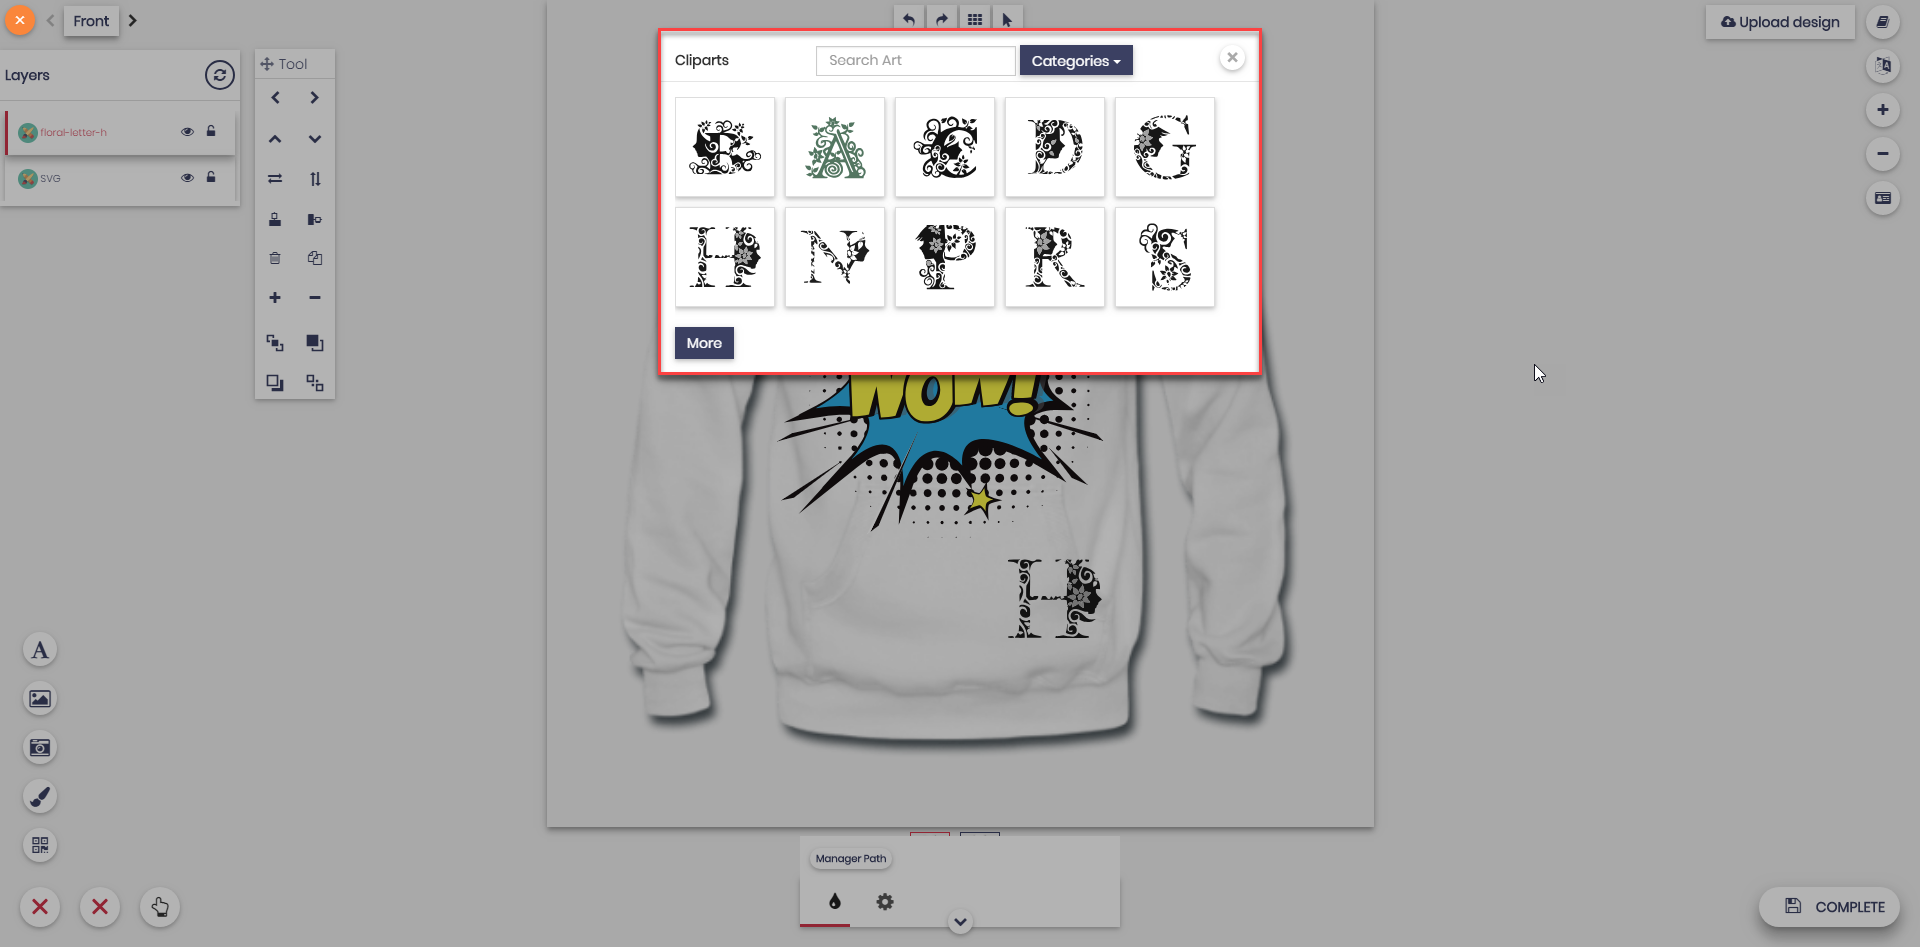 Front
Upload design
Layers
Tool
floral-letter-h
SVG
Cliparts
Search Art
Categories
B
A
C
D
G
H
N
P
R
S
More
WOW!
H
A
Manager Path
COMPLETE